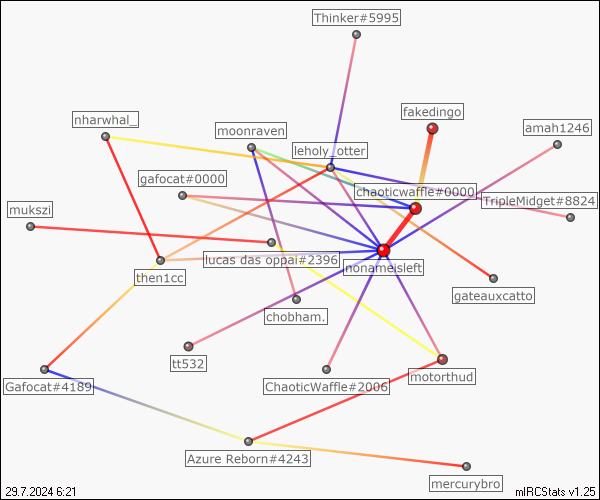 Thinker#5995
fakedingo
nharwhal_
moonraven
amah1246
leholy_otter
gafocat#0000
chaoticwaffle#0000
TripleMidget#8824
mukszi
lucas das oppai#2396
nonameisleft
then1cc
gateauxcatto
chobham.
tt532
motorthud
Gafocat#4189
ChaoticWaffle#2006
Azure Reborn#4243
mercurybro
29.7.2024 6:21
mIRCStats v1.25